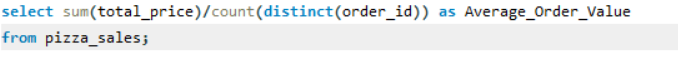 select sum(total_price)/count(distinct(order_id)) as Average_Order_Value
from pizza_sales;